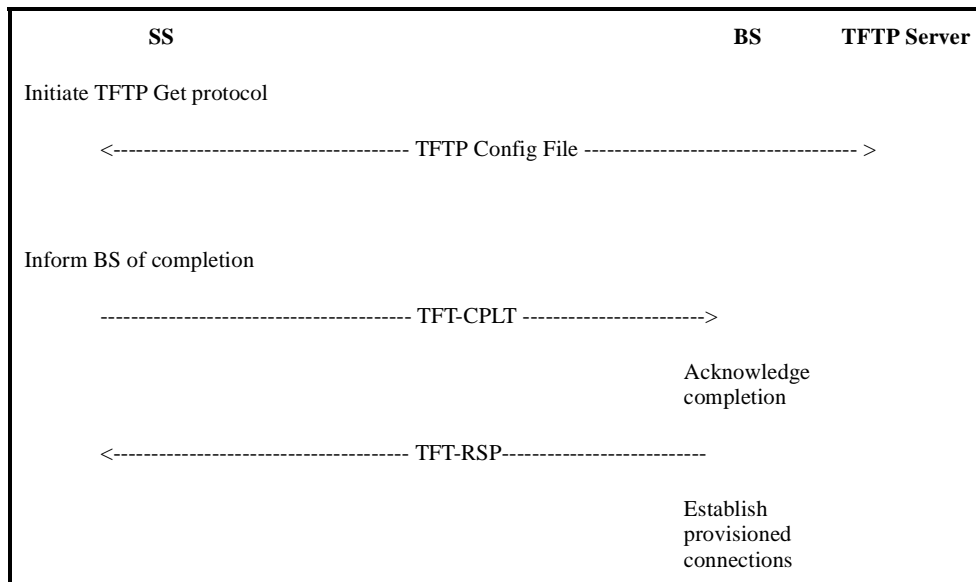 SS BS TFTP Server
Initiate TFTP Get protocol
<--------------------------------------- TFTP Config File ------------------------------------ >
Inform BS of completion
----------------------------------------- TFT-CPLT ------------------------>
Acknowledge
completion
<--------------------------------------- TFT-RSP---------------------------
Establish
provisioned
connections